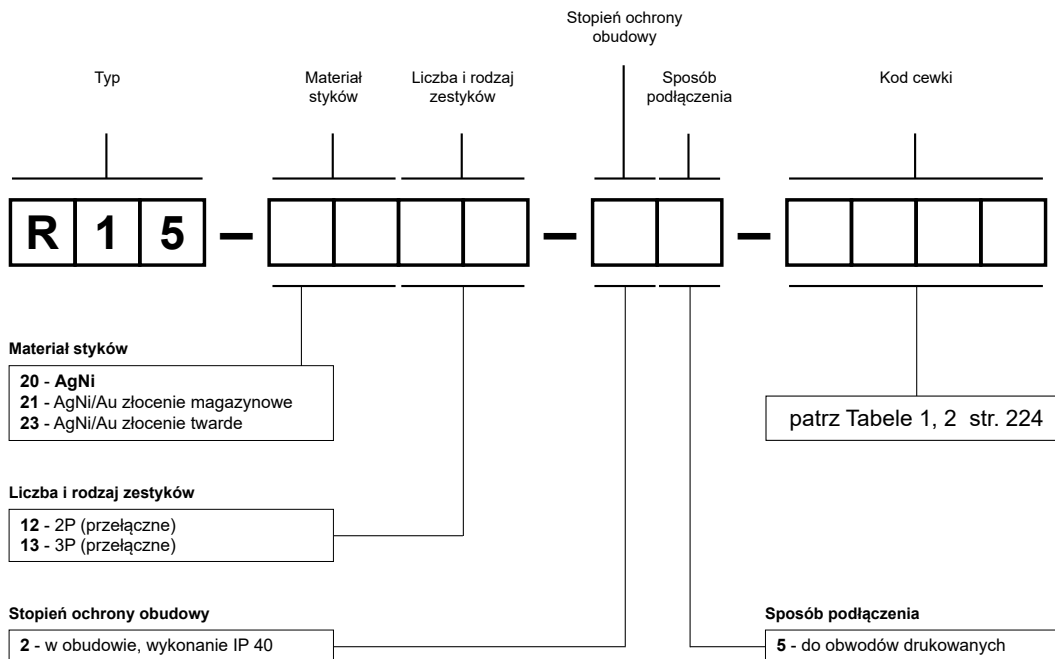 Stopień ochrony
obudowy
Typ
Materiał
styków
Liczba i rodzaj
zestyków
Sposób
podłączenia
Kod cewki
R 1 5 – – –
Materiał styków
20 - AgNi
21 - AgNi/Au złocenie magazynowe
23 - AgNi/Au złocenie twarde
patrz Tabele 1, 2 str. 224
Liczba i rodzaj zestyków
12 - 2P (przełączne)
13 - 3P (przełączne)
Stopień ochrony obudowy
2 - w obudowie, wykonanie IP 40
Sposób podłączenia
5 - do obwodów drukowanych